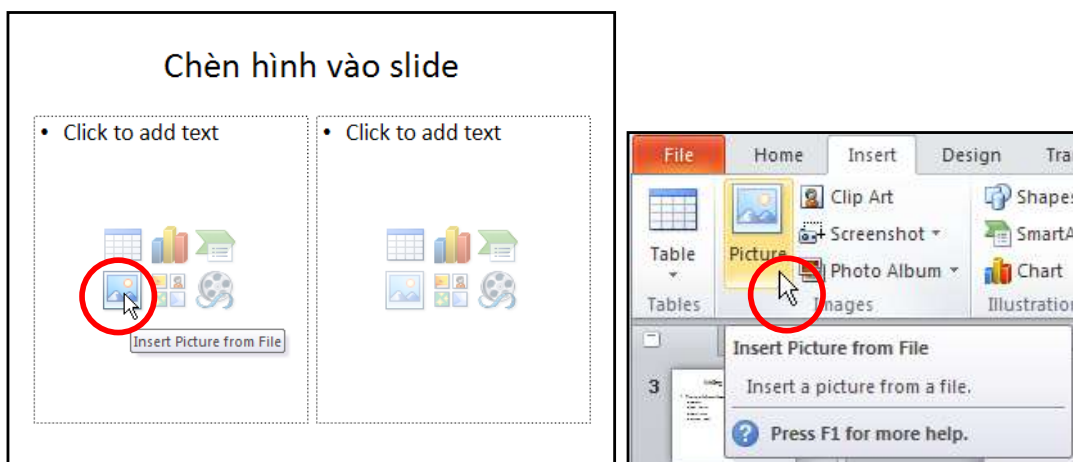 Chèn hình vào slide
• Click to add text
• Click to add text
Insert Picture from File
File Home Insert Design
Table
Tables
Picture
Clip Art
Screenshot
Photo Album
Images
Shapes
Chart
3
Insert Picture from File
Insert a picture from a file.
Press F1 for more help.